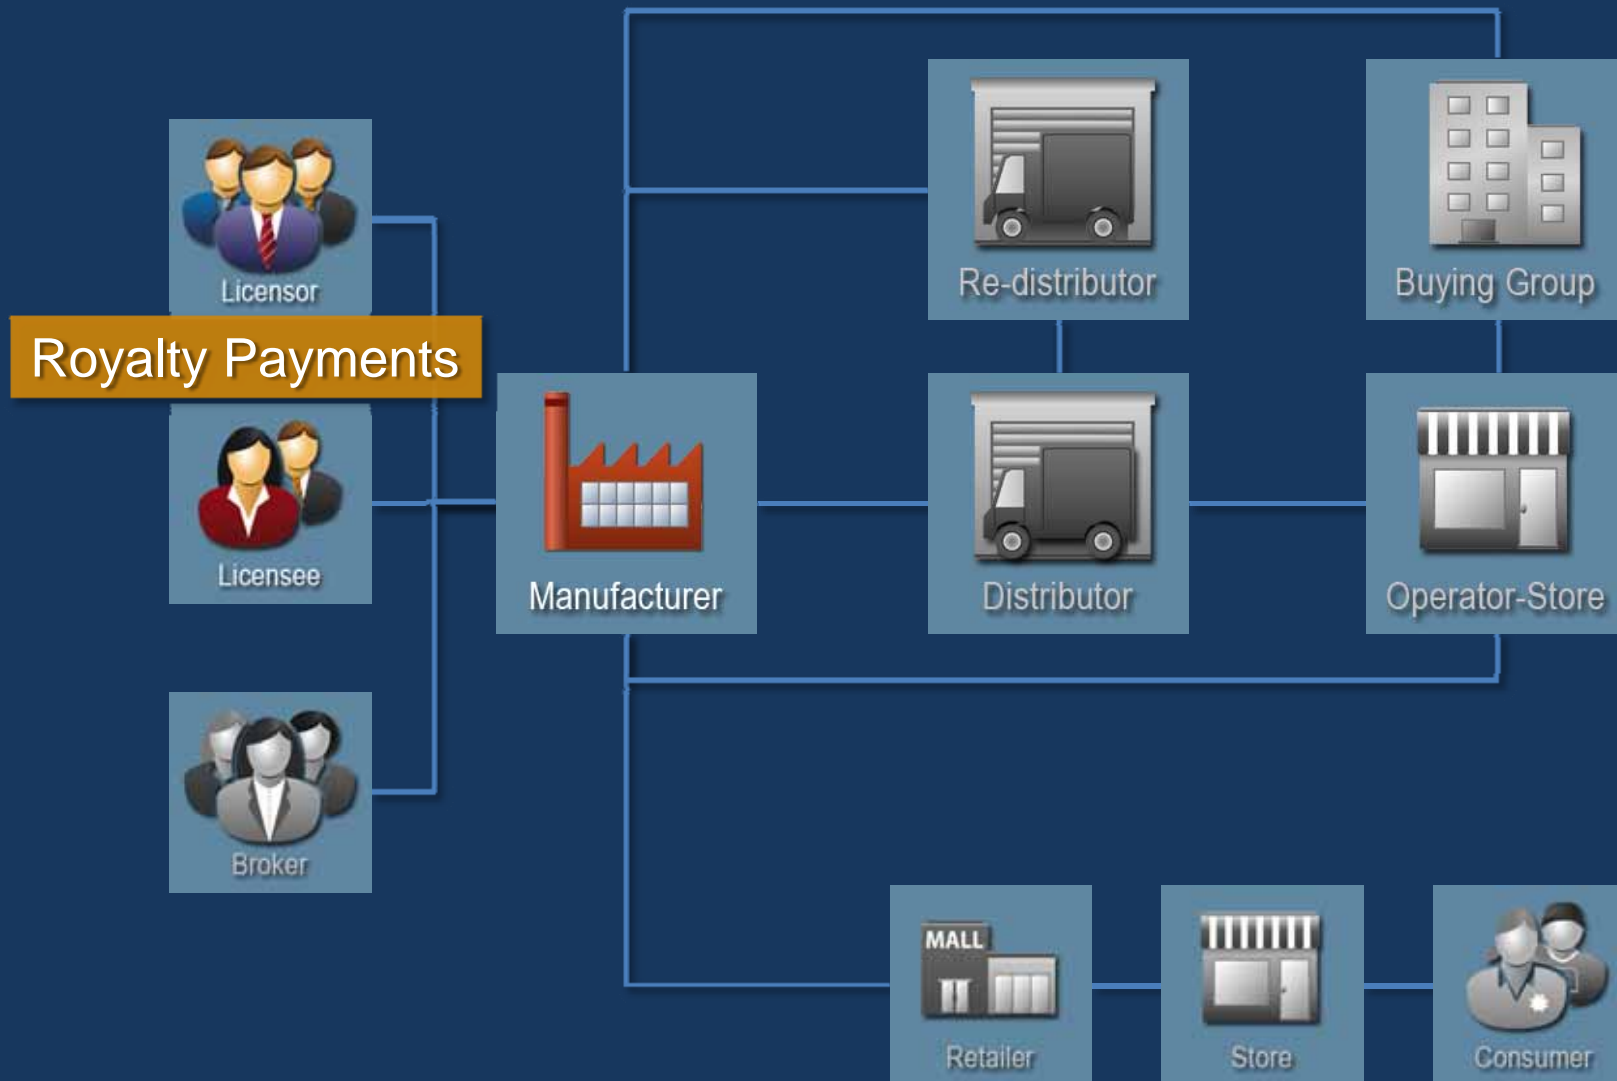 Licensor
Royalty Payments
Licensee
Broker
Manufacturer
Re-distributor
Distributor
Buying Group
Operator-Store
MALL
Retailer
Store
Consumer